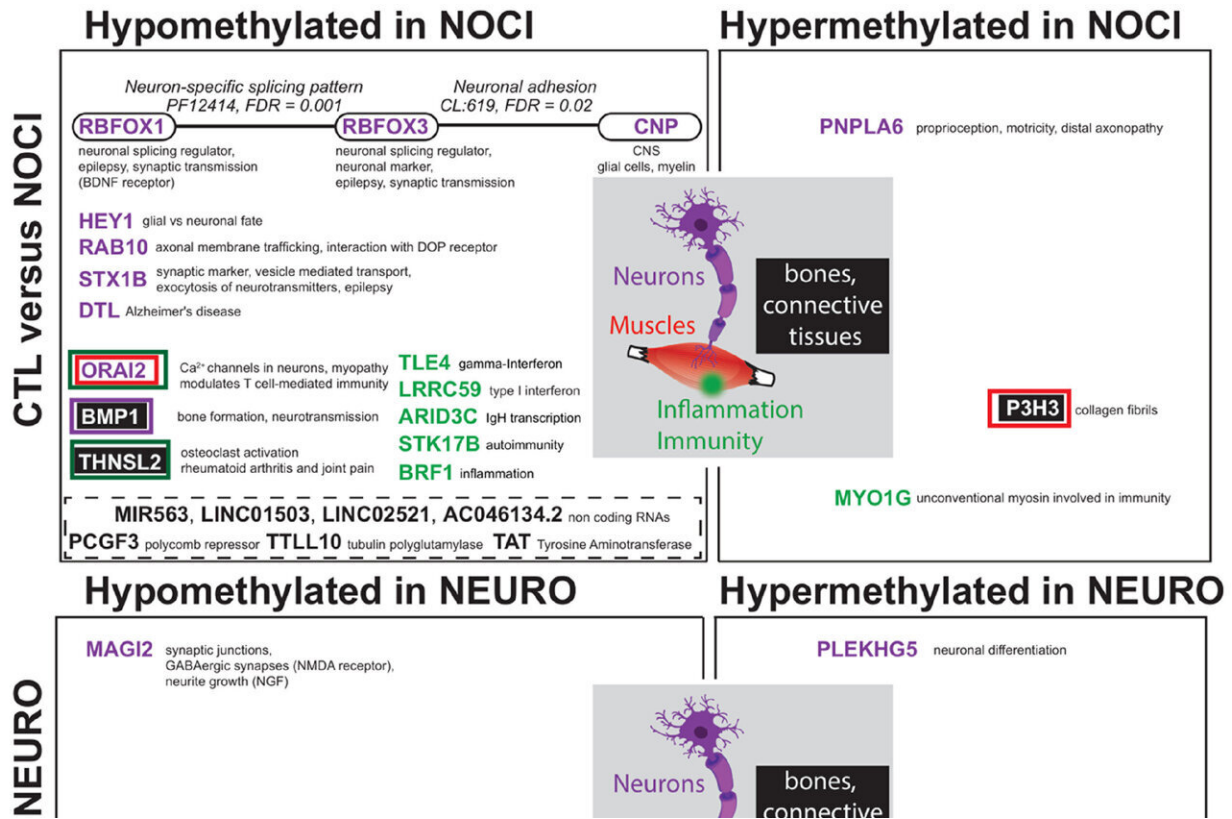 Hypomethylated in NOCI
Hypermethylated in NOCI
CTL versus NOCI
Neuron-specific splicing pattern
PF12414, FDR = 0.001
Neuronal adhesion
CL:619, FDR = 0.02
RBFOX1
RBFOX3
CNP
neuronal splicing regulator,
epilepsy, synaptic transmission
(BDNF receptor)
neuronal splicing regulator,
neuronal marker,
epilepsy, synaptic transmission
CNS
glial cells, myelin
HEY1 glial vs neuronal fate
RAB10 axonal membrane trafficking, interaction with DOP receptor
STX1B synaptic marker, vesicle mediated transport,
exocytosis of neurotransmitters, epilepsy
DTL Alzheimer's disease
ORAI2 Ca²⁺ channels in neurons, myopathy
modulates T cell-mediated immunity
BMP1 bone formation, neurotransmission
THNSL2 osteoclast activation
rheumatoid arthritis and joint pain
TLE4 gamma-Interferon
LRRC59 type I interferon
ARID3C IgH transcription
STK17B autoimmunity
BRF1 inflammation
MIR563, LINC01503, LINC02521, AC046134.2 non coding RNAs
PCGF3 polycomb repressor TTLL10 tubulin polyglutamylase TAT Tyrosine Aminotransferase
Neurons
bones,
connective
tissues
Muscles
Inflammation
Immunity
PNPLA6 proprioception, motricity, distal axonopathy
P3H3 collagen fibrils
MYO1G unconventional myosin involved in immunity
Hypomethylated in NEURO
Hypermethylated in NEURO
NEURO
MAGI2 synaptic junctions,
GABAergic synapses (NMDA receptor),
neurite growth (NGF)
PLEKHG5 neuronal differentiation
Neurons
bones,
connective